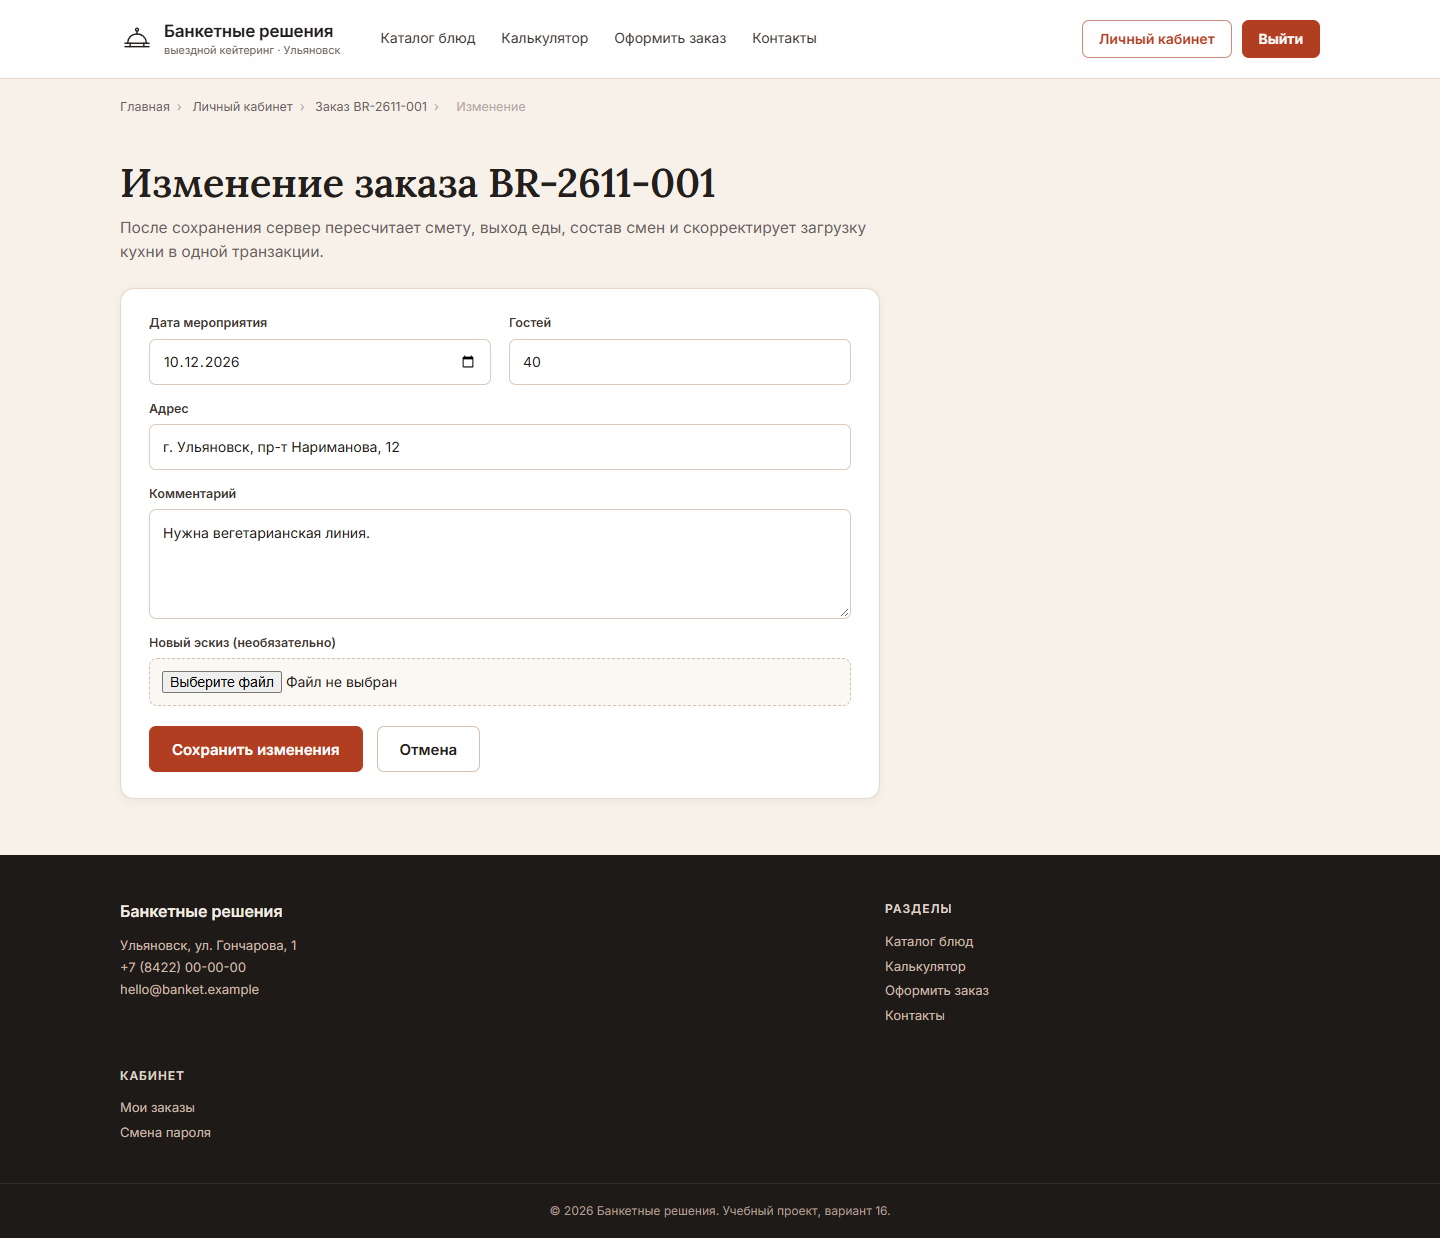 Банкетные решения
выездной кейтеринг · Ульяновск
Каталог блюд
Калькулятор
Оформить заказ
Контакты
Личный кабинет
Выйти
Главная › Личный кабинет › Заказ BR-2611-001 › Изменение
Изменение заказа BR-2611-001
После сохранения сервер пересчитает смету, выход еды, состав смен и скорректирует загрузку
кухни в одной транзакции.
Дата мероприятия
10.12.2026
Гостей
40
Адрес
г. Ульяновск, пр-т Нариманова, 12
Комментарий
Нужна вегетарианская линия.
Новый эскиз (необязательно)
Выберите файл Файл не выбран
Сохранить изменения
Отмена
Банкетные решения
Ульяновск, ул. Гончарова, 1
+7 (8422) 00-00-00
hello@banket.example
РАЗДЕЛЫ
Каталог блюд
Калькулятор
Оформить заказ
Контакты
КАБИНЕТ
Мои заказы
Смена пароля
© 2026 Банкетные решения. Учебный проект, вариант 16.